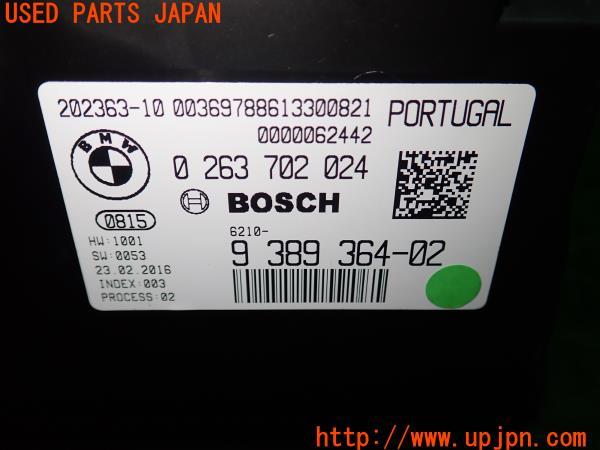 USED PARTS JAPAN
202363-10 00369788613300821 PORTUGAL
0000062442
BMW
0 263 702 024
BOSCH
0815
6210-
9 389 364-02
HW:1001
SW:0053
23.02.2016
INDEX:003
PROCESS:02
http://www.upjpn.com